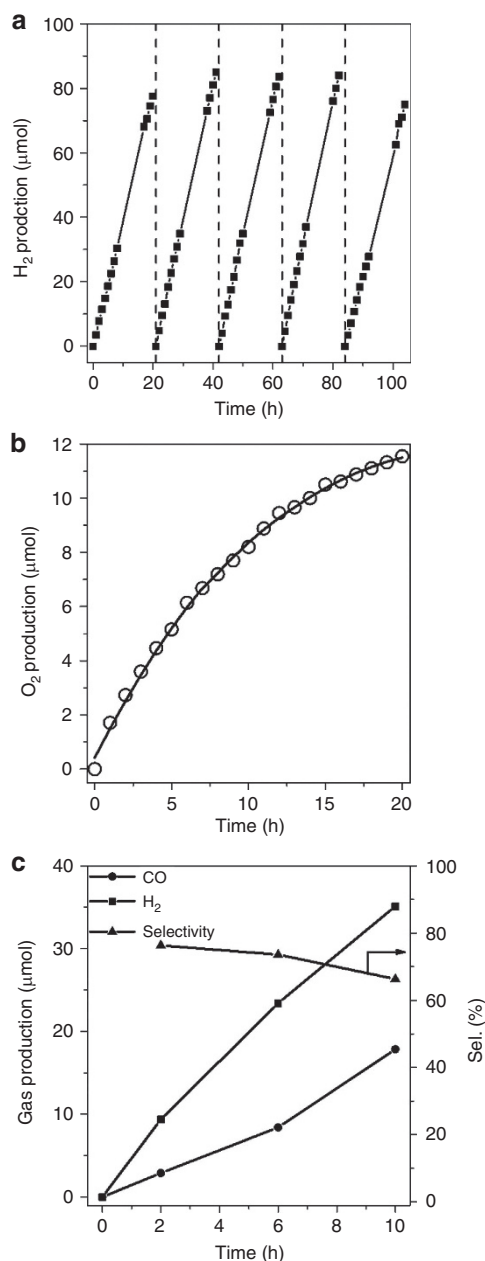 a
100
80
60
40
20
0
H2 prodction (μmol)
0 20 40 60 80 100
Time (h)
b
12
10
8
6
4
2
0
O2 production (μmol)
0 5 10 15 20
Time (h)
c
40
30
20
10
0
Gas production (μmol)
CO
H2
Selectivity
100
80
60
40
20
0
Sel. (%)
0 2 4 6 8 10
Time (h)